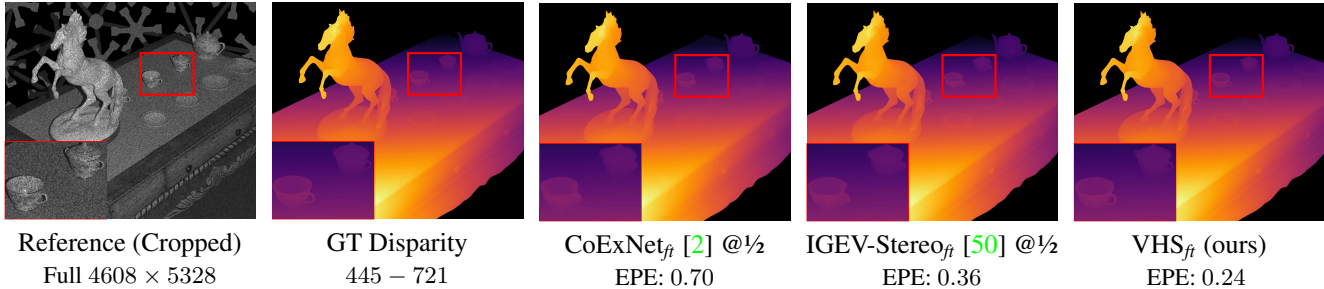 Reference (Cropped)
Full 4608 × 5328
GT Disparity
445 − 721
CoExNet_ft [2] @½
EPE: 0.70
IGEV-Stereo_ft [50] @½
EPE: 0.36
VHS_ft (ours)
EPE: 0.24